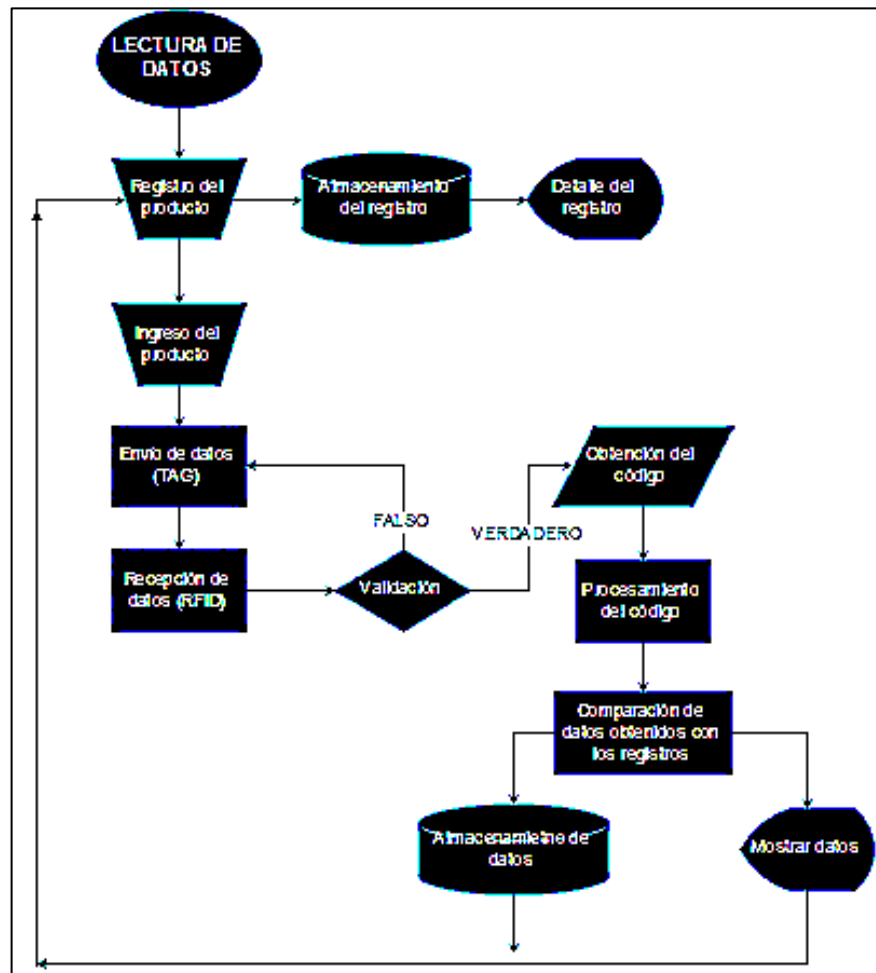 LECTURA DE
DATOS
Registro del
producto
Almacenamiento
del registro
Detalle del
registro
Ingreso del
producto
Envío de datos
(TAG)
Obtención del
código
FALSO
VERDADERO
Recepción de
datos (RFID)
Validación
Procesamiento
del código
Comparación de
datos obtenidos con
los registros
Almacenamietne de
datos
Mostrar datos